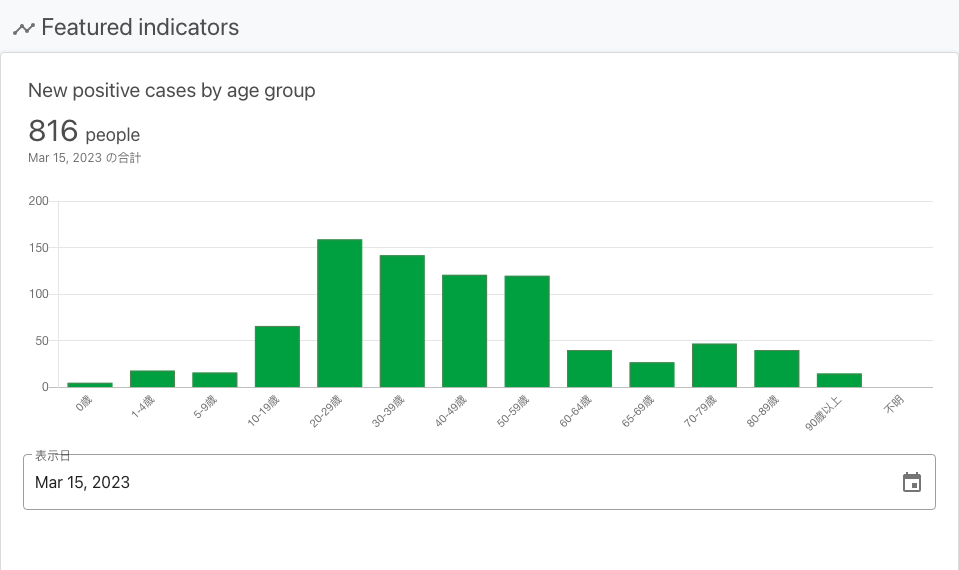 Featured indicators
New positive cases by age group
816 people
Mar 15, 2023 の合計
200
150
100
50
0
0歳
1-4歳
5-9歳
10-19歳
20-29歳
30-39歳
40-49歳
50-59歳
60-64歳
65-69歳
70-79歳
80-89歳
90歳以上
不明
表示日
Mar 15, 2023